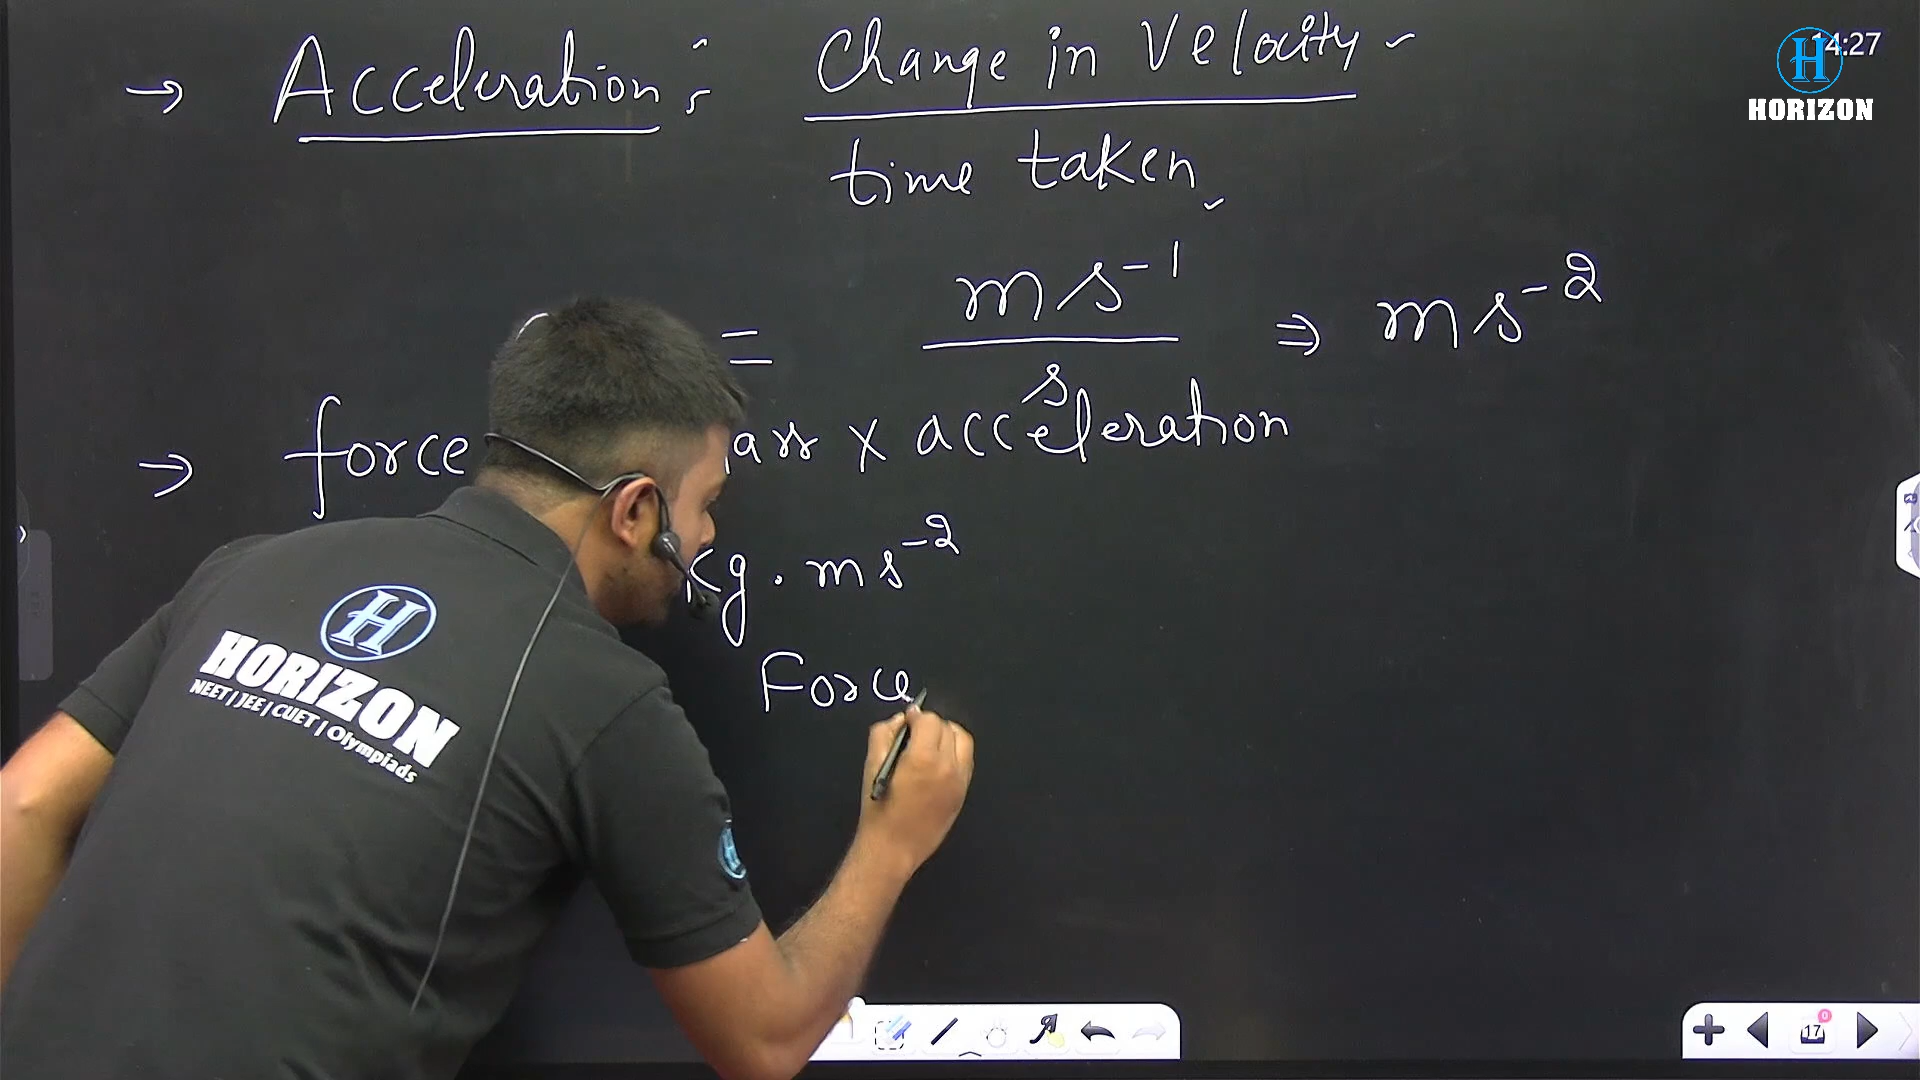 → Acceleration: Change in Velocity
time taken
= ms⁻¹ ⇒ ms⁻²
s
→ force × acceleration
Kg . ms⁻²
Force
14:27
H
HORIZON
H
HORIZON
NEET | JEE | CUET | Olympiads
17
0